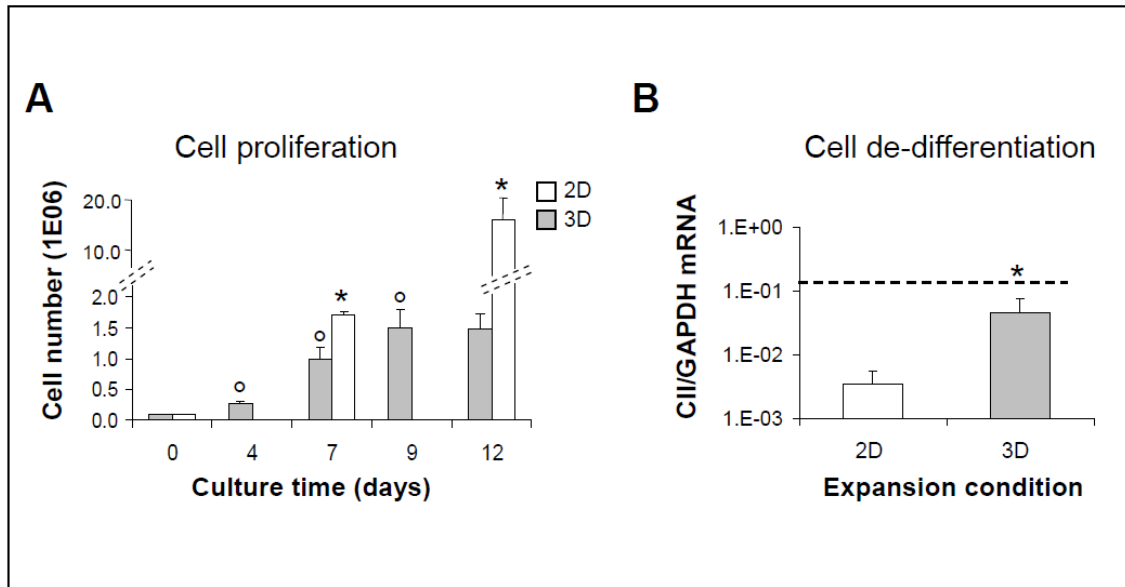 A
Cell proliferation
Cell number (1E06)
20.0
10.0
2.0
1.5
1.0
0.5
0.0
*
*
2D
3D
0 4 7 9 12
Culture time (days)
B
Cell de-differentiation
CII/GAPDH mRNA
1.E+00
1.E-01
1.E-02
1.E-03
*
2D 3D
Expansion condition